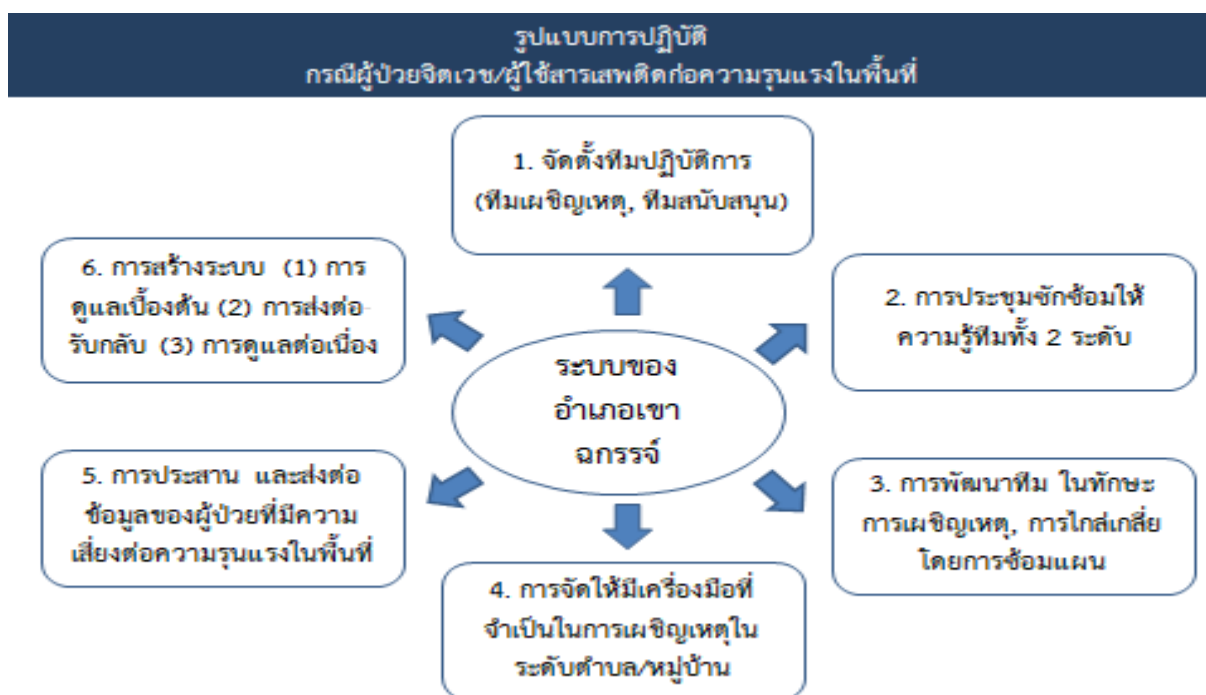 รูปแบบการปฏิบัติ
กรณีผู้ป่วยจิตเวช/ผู้ใช้สารเสพติดก่อความรุนแรงในพื้นที่
1. จัดตั้งทีมปฏิบัติการ
(ทีมเผชิญเหตุ, ทีมสนับสนุน)
2. การประชุมซักซ้อมให้
ความรู้ทีมทั้ง 2 ระดับ
3. การพัฒนาทีม ในทักษะ
การเผชิญเหตุ, การไกล่เกลี่ย
โดยการซ้อมแผน
4. การจัดให้มีเครื่องมือที่
จำเป็นในการเผชิญเหตุใน
ระดับตำบล/หมู่บ้าน
5. การประสาน และส่งต่อ
ข้อมูลของผู้ป่วยที่มีความ
เสี่ยงต่อความรุนแรงในพื้นที่
6. การสร้างระบบ (1) การ
ดูแลเบื้องต้น (2) การส่งต่อ-
รับกลับ (3) การดูแลต่อเนื่อง
ระบบของ
อำเภอเขา
ฉกรรจ์